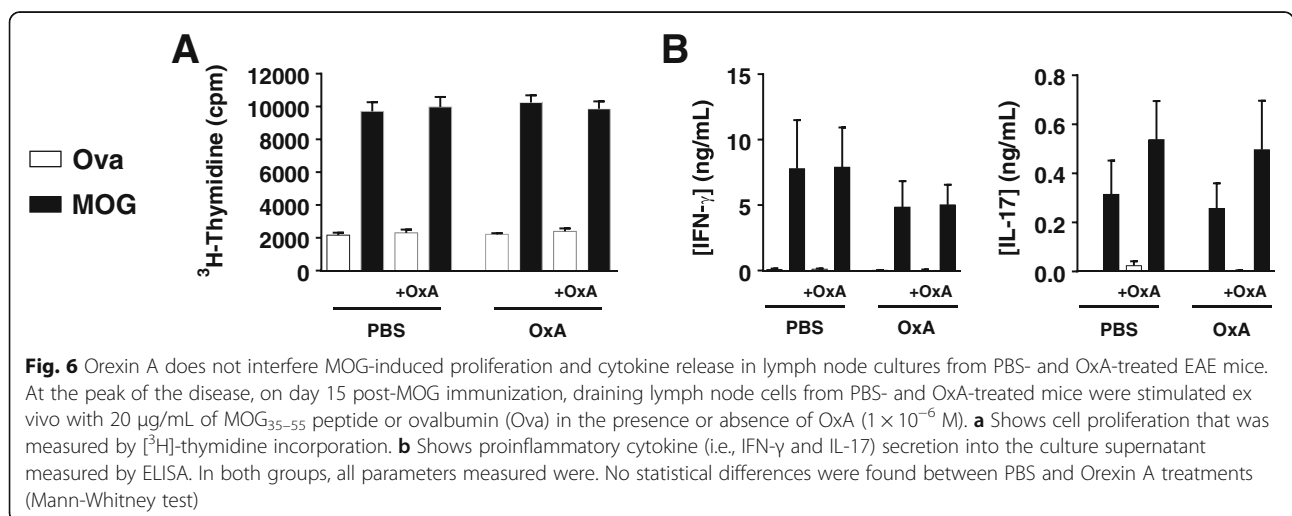 A
B
Ova
MOG
³H-Thymidine (cpm)
12000
10000
8000
6000
4000
2000
0
+OxA +OxA
PBS OxA
[IFN-γ] (ng/mL)
15
10
5
0
+OxA +OxA
PBS OxA
[IL-17] (ng/mL)
0.8
0.6
0.4
0.2
0.0
+OxA +OxA
PBS OxA
Fig. 6 Orexin A does not interfere MOG-induced proliferation and cytokine release in lymph node cultures from PBS- and OxA-treated EAE mice.
At the peak of the disease, on day 15 post-MOG immunization, draining lymph node cells from PBS- and OxA-treated mice were stimulated ex
vivo with 20 μg/mL of MOG₃₅₋₅₅ peptide or ovalbumin (Ova) in the presence or absence of OxA (1 × 10⁻⁶ M). a Shows cell proliferation that was
measured by [³H]-thymidine incorporation. b Shows proinflammatory cytokine (i.e., IFN-γ and IL-17) secretion into the culture supernatant
measured by ELISA. In both groups, all parameters measured were. No statistical differences were found between PBS and Orexin A treatments
(Mann-Whitney test)